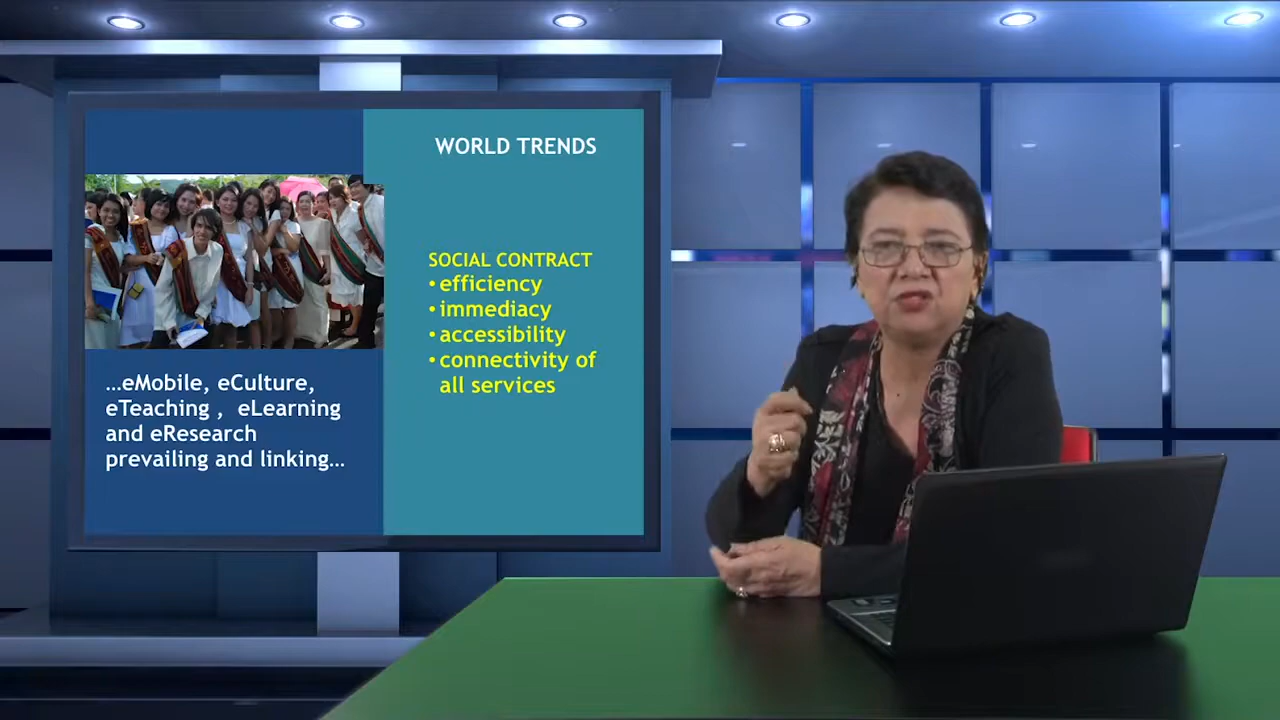 WORLD TRENDS
SOCIAL CONTRACT
• efficiency
• immediacy
• accessibility
• connectivity of
all services
...eMobile, eCulture,
eTeaching , eLearning
and eResearch
prevailing and linking...